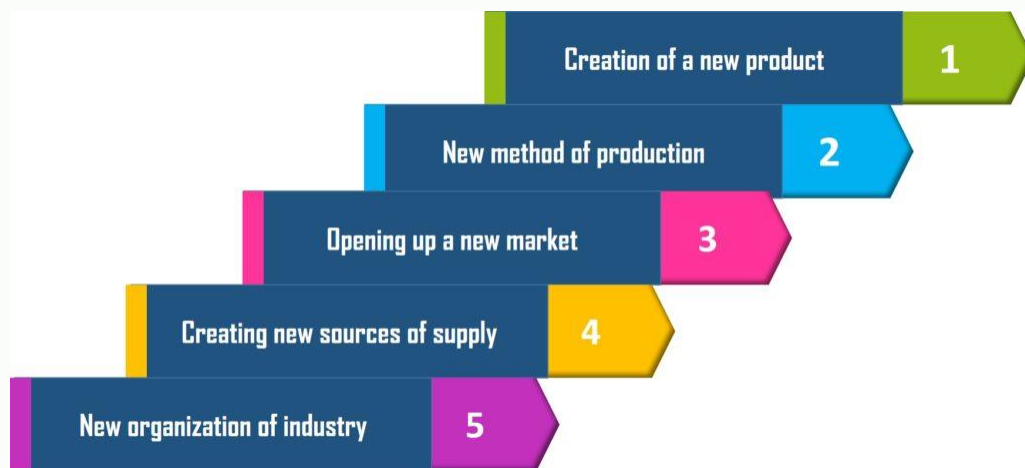 Creation of a new product 1
New method of production 2
Opening up a new market 3
Creating new sources of supply 4
New organization of industry 5